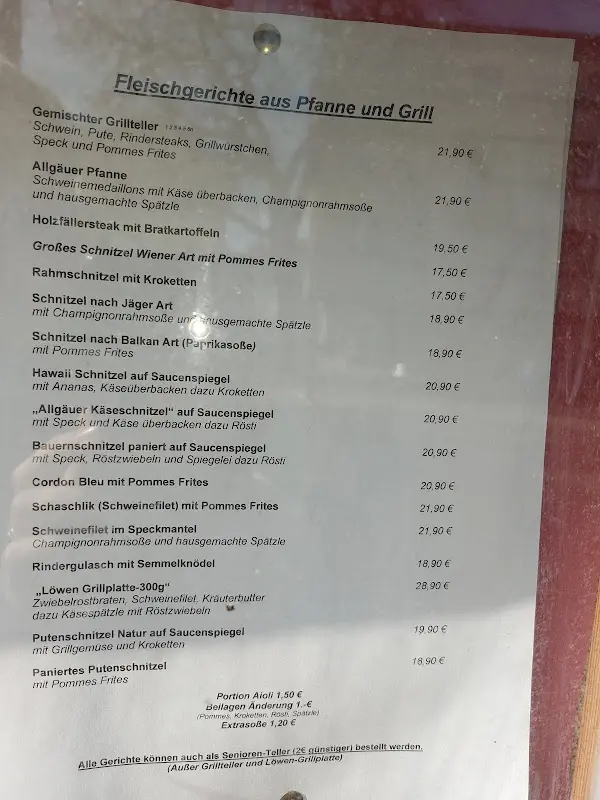 Fleischgerichte aus Pfanne und Grill
Gemischter Grillteller
Schwein, Pute, Rindersteaks, Grillwürstchen,
Speck und Pommes Frites 21,90 €
Allgäuer Pfanne
Schweinemedaillons mit Käse überbacken, Champignonrahmsoße 21,90 €
und hausgemachte Spätzle
Holzfällersteak mit Bratkartoffeln 19,50 €
Großes Schnitzel Wiener Art mit Pommes Frites 17,50 €
Rahmschnitzel mit Kroketten 17,50 €
Schnitzel nach Jäger Art
mit Champignonrahmsoße und hausgemachte Spätzle 18,90 €
Schnitzel nach Balkan Art (Paprikasoße)
mit Pommes Frites 18,90 €
Hawaii Schnitzel auf Saucenspiegel
mit Ananas, Käseüberbacken dazu Kroketten 20,90 €
„Allgäuer Käseschnitzel“ auf Saucenspiegel
mit Speck und Käse überbacken dazu Rösti 20,90 €
Bauernschnitzel paniert auf Saucenspiegel
mit Speck, Röstzwiebeln und Spiegelei dazu Rösti 20,90 €
Cordon Bleu mit Pommes Frites 20,90 €
Schaschlik (Schweinefilet) mit Pommes Frites 21,90 €
Schweinefilet im Speckmantel 21,90 €
Champignonrahmsoße und hausgemachte Spätzle
Rindergulasch mit Semmelknödel 18,90 €
„Löwen Grillplatte-300g“ 28,90 €
Zwiebelrostbraten, Schweinefilet, Kräuterbutter
dazu Käsespätzle mit Röstzwiebeln
Putenschnitzel Natur auf Saucenspiegel 19,90 €
mit Grillgemüse und Kroketten
Paniertes Putenschnitzel 18,90 €
mit Pommes Frites
Portion Aioli 1,50 €
Beilagen Änderung 1.-€
(Pommes, Kroketten, Rösti, Spätzle)
Extrasoße 1,20 €
Alle Gerichte können auch als Senioren-Teller (2€ günstiger) bestellt werden.
(Außer Grillteller und Löwen-Grillplatte)